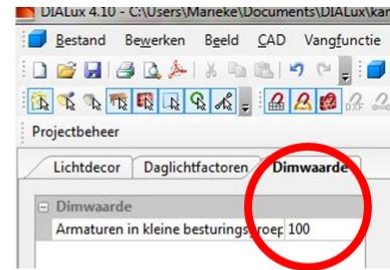 DIALux 4.10 - C:\Users\Marieke\Documents\DIALux\kan
Bestand Bewerken Beeld CAD Vangfunctie
Projectbeheer
Lichtdecor Daglichtfactoren Dimwaarde
Dimwaarde
Armaturen in kleine besturingsgroep 100